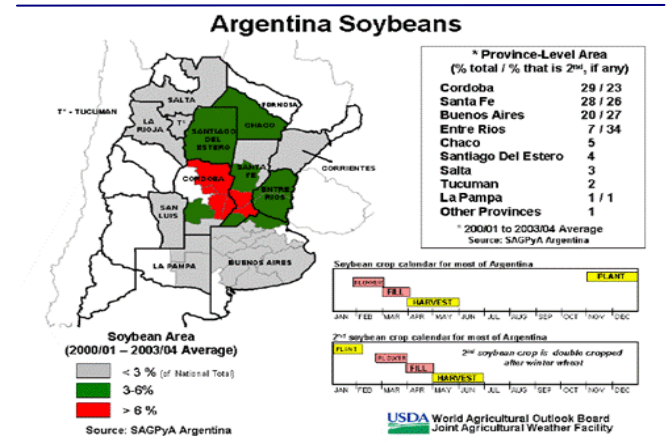 Argentina Soybeans
SALTA
FORMOSA
T* - TUCUMAN
LA
RIOJA
T*
CHACO
SANTIAGO
DEL
ESTERO
CORRIENTES
CORDOBA
SANTA
FE
ENTRE
RIOS
SAN
LUIS
LA PAMPA
BUENOS AIRES
Soybean Area
(2000/01 – 2003/04 Average)
< 3 % (of National Total)
3-6%
> 6 %
Source: SAGPyA Argentina
* Province-Level Area
(% total / % that is 2nd, if any)
Cordoba 29 / 23
Santa Fe 28 / 26
Buenos Aires 20 / 27
Entre Rios 7 / 34
Chaco 5
Santiago Del Estero 4
Salta 3
Tucuman 2
La Pampa 1 / 1
Other Provinces 1
* 2000/01 to 2003/04 Average
Source: SAGPyA Argentina
Soybean crop calendar for most of Argentina
PLANT
FLOWER
FILL
HARVEST
JAN FEB MAR APR MAY JUN JUL AUG SEP OCT NOV DEC
2nd soybean crop calendar for most of Argentina
PLANT
FLOWER
FILL
HARVEST
2nd soybean crop is double cropped
after winter wheat
JAN FEB MAR APR MAY JUN JUL AUG SEP OCT NOV DEC
USDA World Agricultural Outlook Board
Joint Agricultural Weather Facility